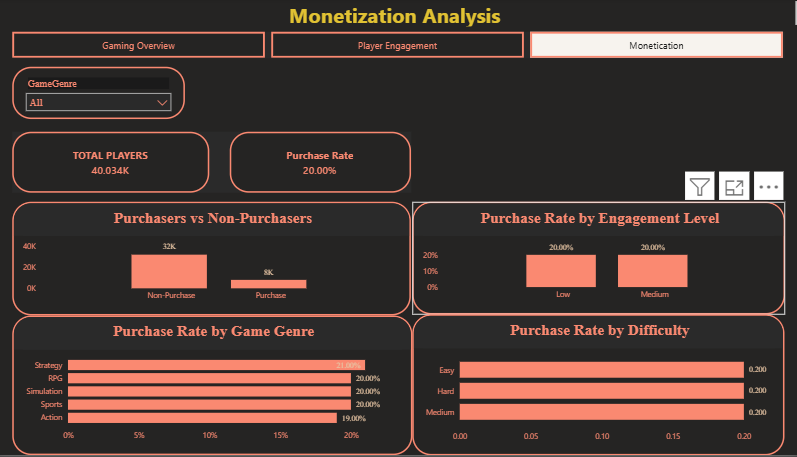 Monetization Analysis
Gaming Overview
Player Engagement
Monetication
GameGenre
All
TOTAL PLAYERS
40.034K
Purchase Rate
20.00%
Purchasers vs Non-Purchasers
40K
20K
0K
32K
8K
Non-Purchase
Purchase
Purchase Rate by Engagement Level
20%
10%
0%
20.00%
20.00%
Low
Medium
Purchase Rate by Game Genre
Strategy 21.00%
RPG 20.00%
Simulation 20.00%
Sports 20.00%
Action 19.00%
0% 5% 10% 15% 20%
Purchase Rate by Difficulty
Easy 0.200
Hard 0.200
Medium 0.200
0.00 0.05 0.10 0.15 0.20